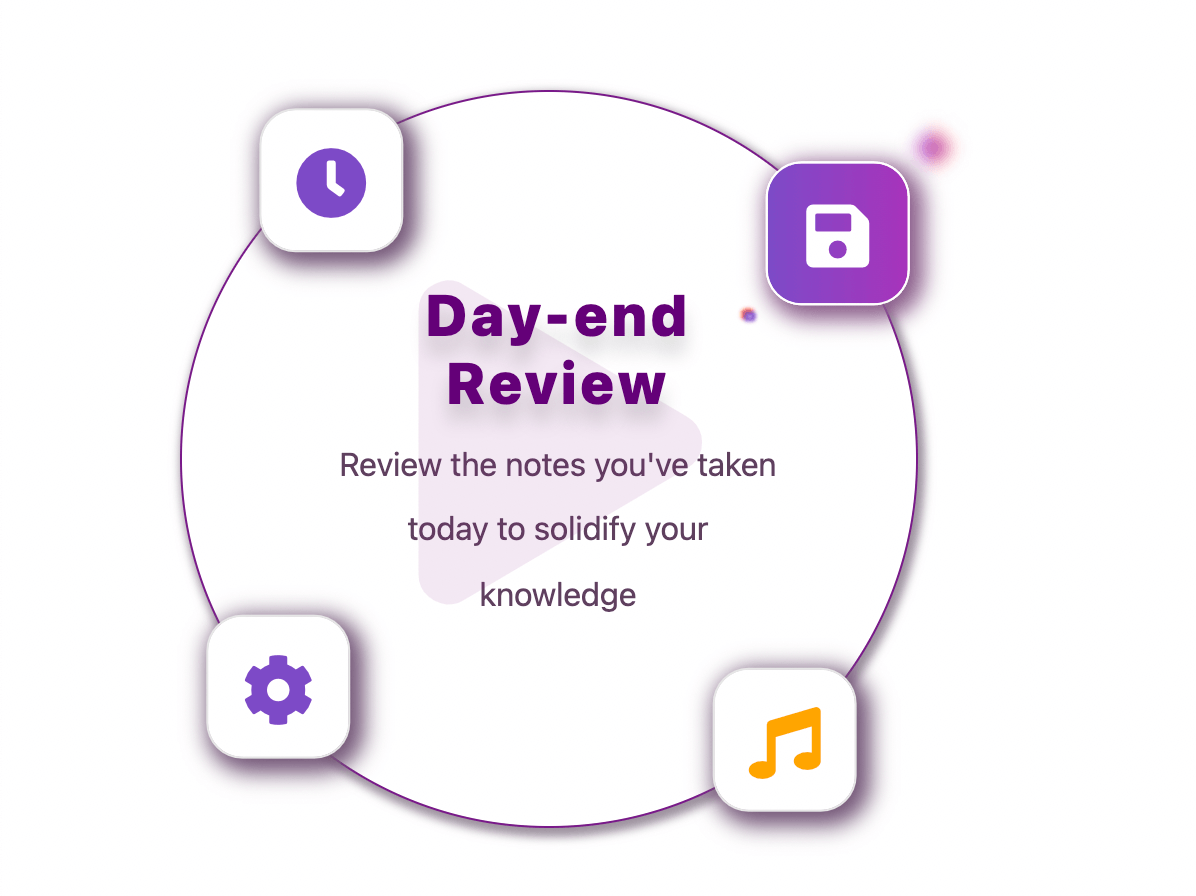 Day-end
Review
Review the notes you've taken
today to solidify your
knowledge